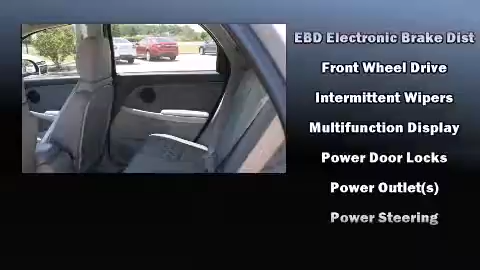 EBD Electronic Brake Dist
Front Wheel Drive
Intermittent Wipers
Multifunction Display
Power Door Locks
Power Outlet(s)
Power Steering